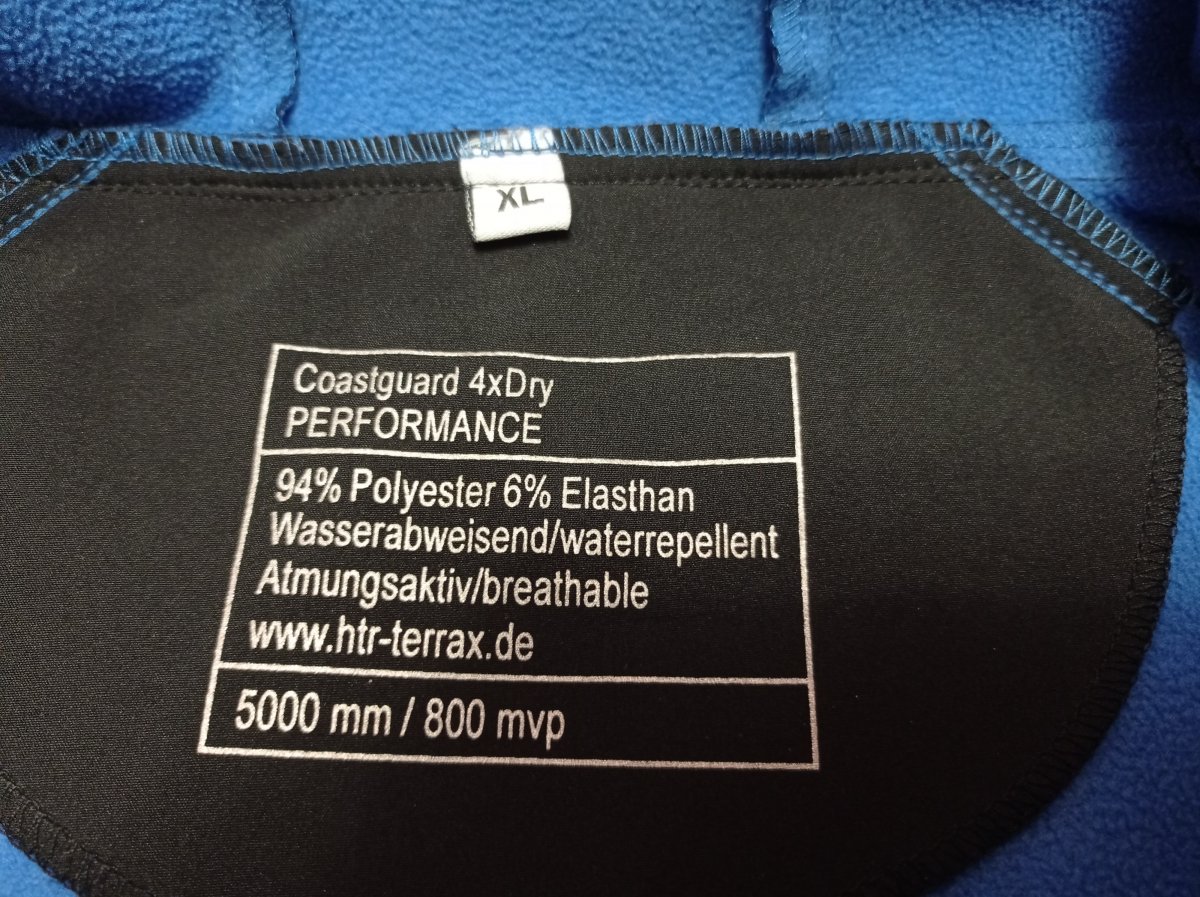 XL
Coastguard 4xDry
PERFORMANCE
94% Polyester 6% Elasthan
Wasserabweisend/waterrepellent
Atmungsaktiv/breathable
www.htr-terrax.de
5000 mm / 800 mvp